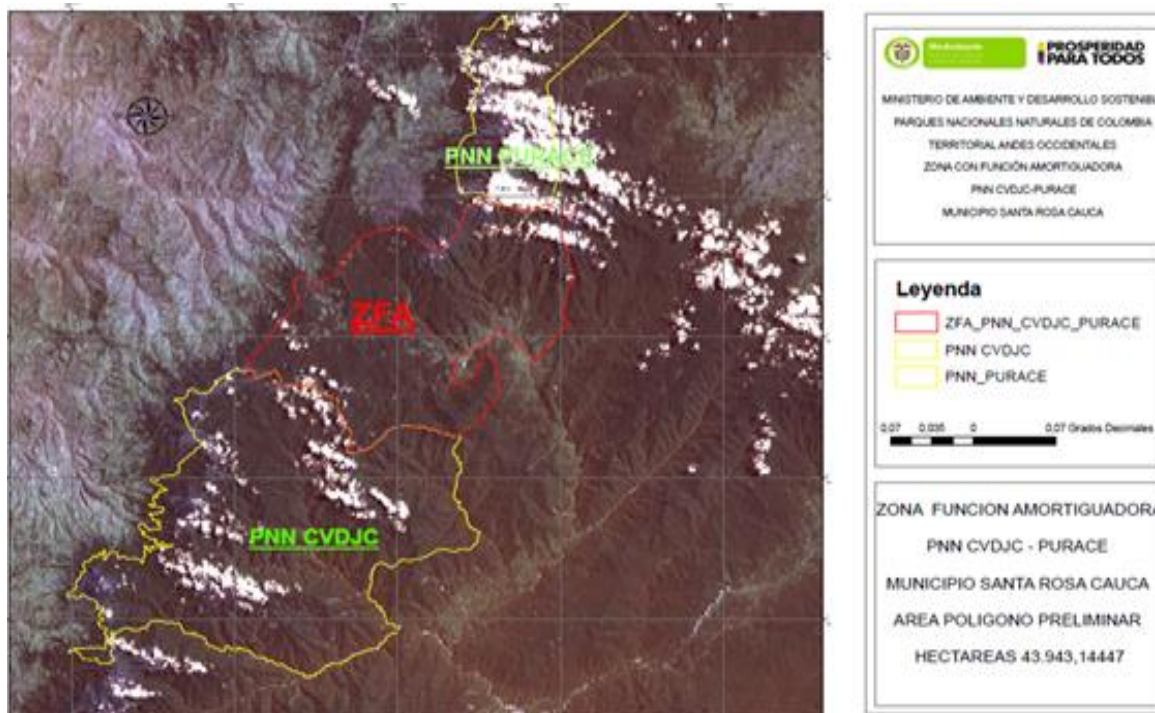 PNN PURACE
ZFA
PNN CVDJC
MinAmbiente
PROSPERIDAD
PARA TODOS
MINISTERIO DE AMBIENTE Y DESARROLLO SOSTENIBL
PARQUES NACIONALES NATURALES DE COLOMBIA
TERRITORIAL ANDES OCCIDENTALES
ZONA CON FUNCIÓN AMORTIGUADORA
PNN CVDJC-PURACE
MUNICIPIO SANTA ROSA CAUCA
Leyenda
ZFA_PNN_CVDJC_PURACE
PNN CVDJC
PNN_PURACE
0,07 0,035 0 0,07 Grados Decimales
ZONA FUNCION AMORTIGUADORA
PNN CVDJC - PURACE
MUNICIPIO SANTA ROSA CAUCA
AREA POLIGONO PRELIMINAR
HECTAREAS 43.943,14447